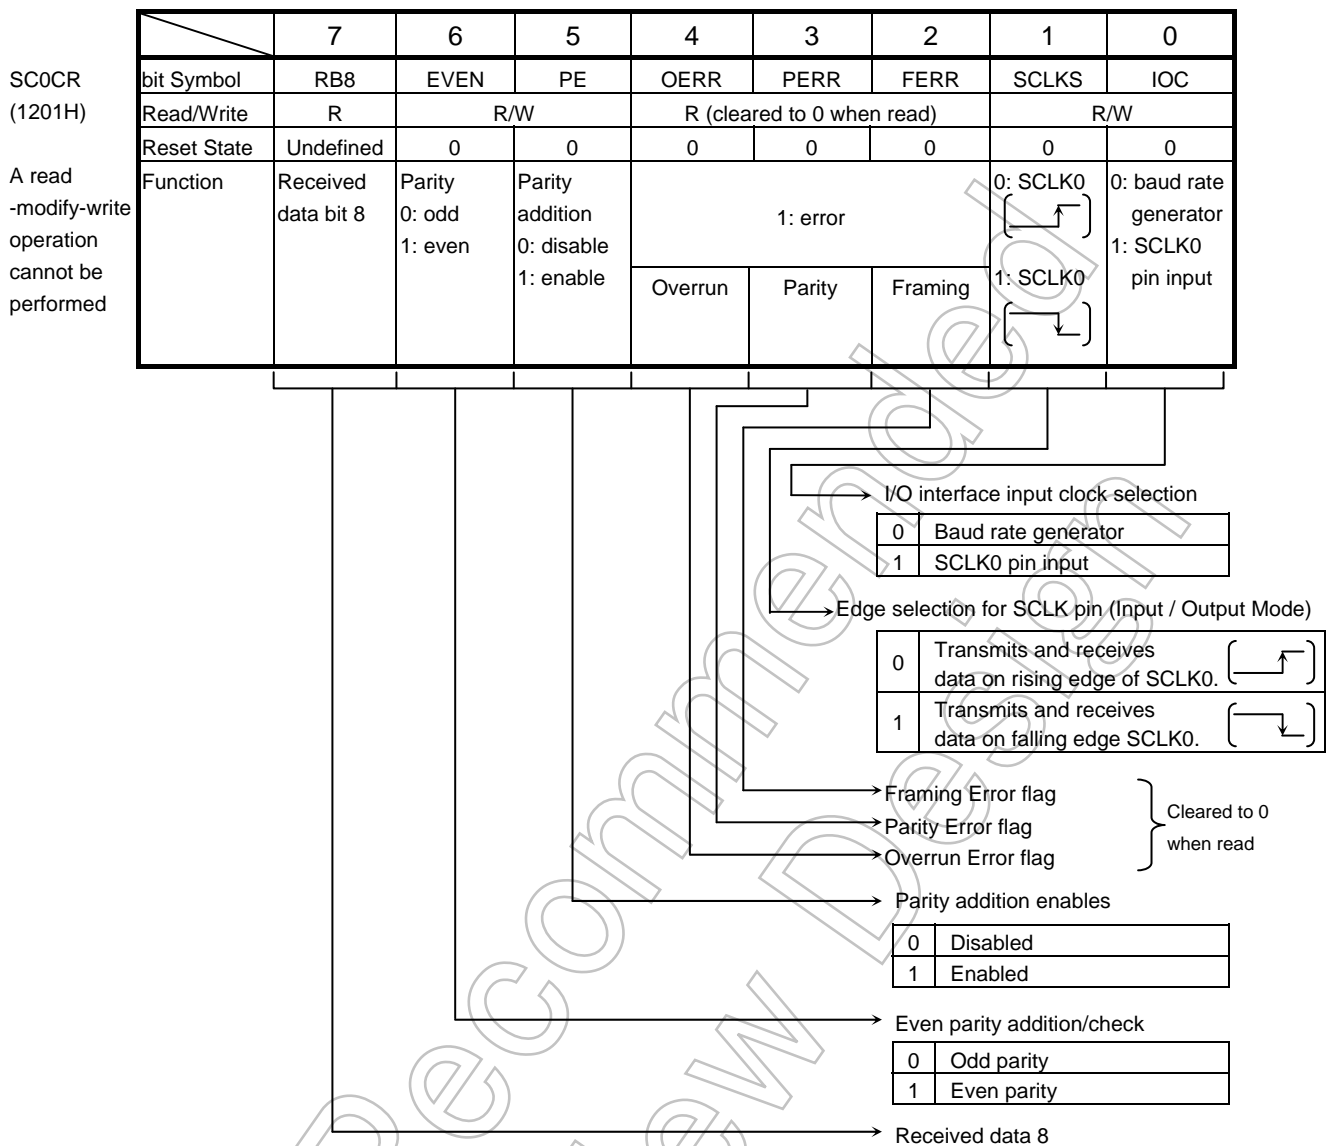 7 6 5 4 3 2 1 0
SC0CR
(1201H)
A read
-modify-write
operation
cannot be
performed
bit Symbol RB8 EVEN PE OERR PERR FERR SCLKS IOC
Read/Write R R/W R (cleared to 0 when read) R/W
Reset State Undefined 0 0 0 0 0 0 0
Function
Received
data bit 8
Parity
0: odd
1: even
Parity
addition
0: disable
1: enable
1: error
Overrun Parity Framing
0: SCLK0
1: SCLK0
0: baud rate
generator
1: SCLK0
pin input
I/O interface input clock selection
0 Baud rate generator
1 SCLK0 pin input
Edge selection for SCLK pin (Input / Output Mode)
0 Transmits and receives
data on rising edge of SCLK0.
1 Transmits and receives
data on falling edge SCLK0.
Framing Error flag
Parity Error flag
Overrun Error flag
Cleared to 0
when read
Parity addition enables
0 Disabled
1 Enabled
Even parity addition/check
0 Odd parity
1 Even parity
Received data 8
Recommended
Design